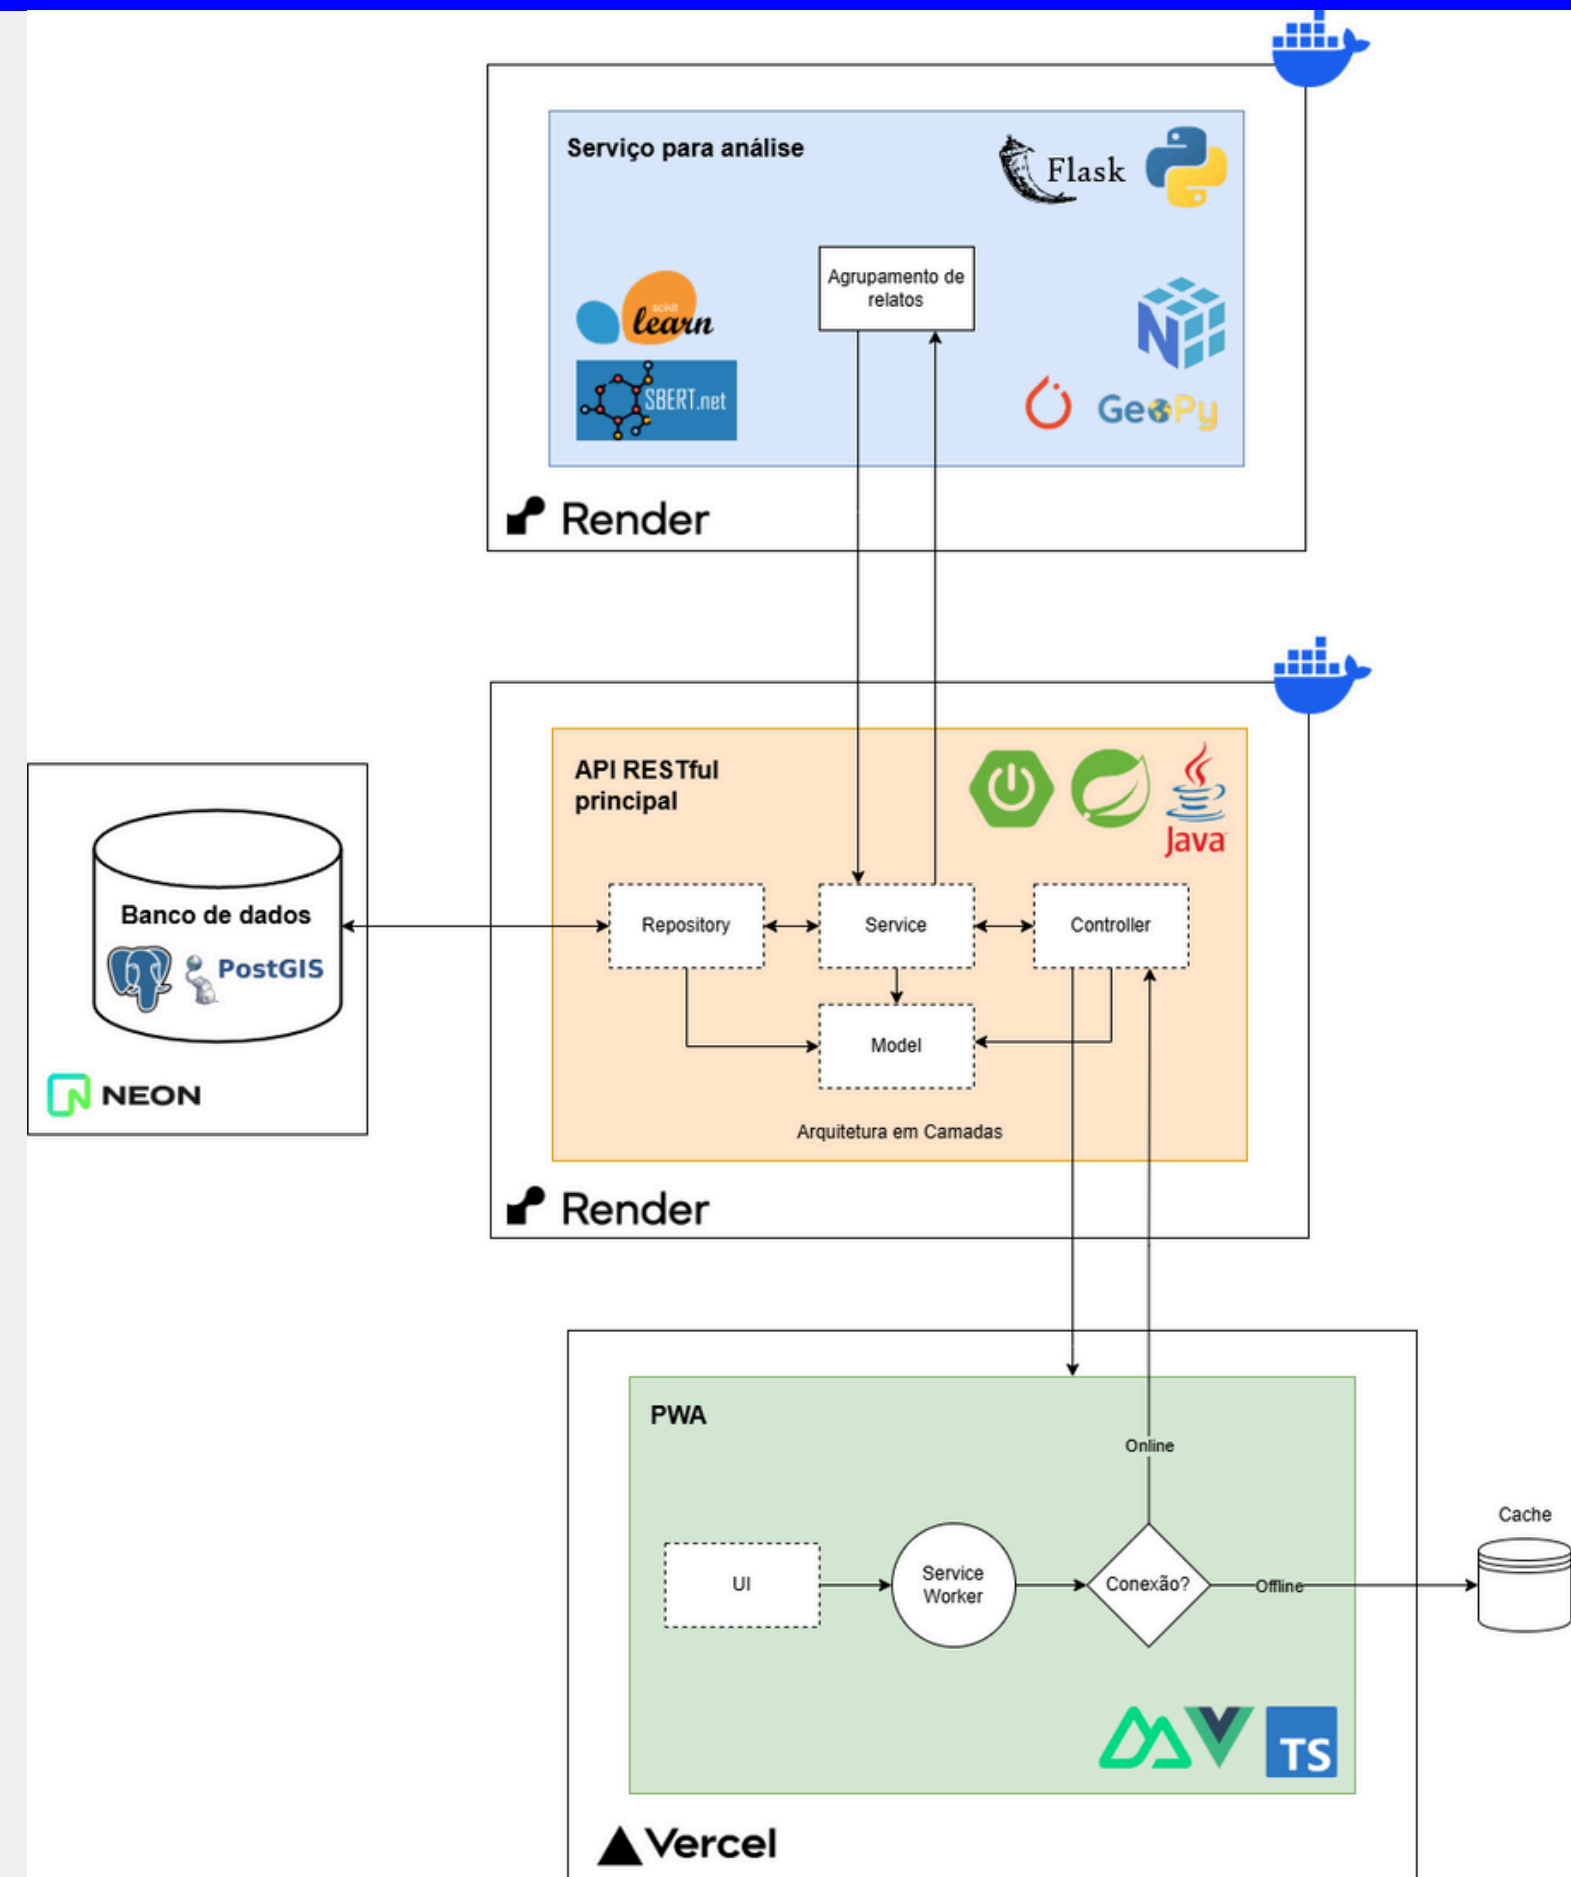 Serviço para análise
Flask
Agrupamento de
relatos
scikit
learn
SBERT.net
GeoPy
Render
API RESTful
principal
Java
Banco de dados
PostGIS
Repository
Service
Controller
Model
NEON
Arquitetura em Camadas
Render
PWA
Online
Cache
UI
Service
Worker
Conexão?
Offline
TS
Vercel